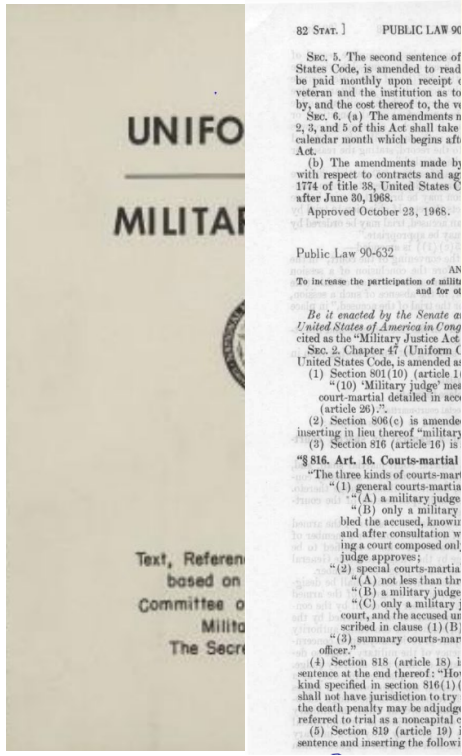 UNIFO
MILITAR
Text, Referen
based on
Committee o
Milita
The Secre
82 STAT. ] PUBLIC LAW 90
SEC. 5. The second sentence of
States Code, is amended to read
be paid monthly upon receipt o
veteran and the institution as to
by, and the cost thereof to, the ve
SEC. 6. (a) The amendments m
2, 3, and 5 of this Act shall take
calendar month which begins afte
Act.
(b) The amendments made by
with respect to contracts and agr
1774 of title 38, United States C
after June 30, 1968.
Approved October 23, 1968.
Public Law 90-632
AN
To increase the participation of milita
and for ot
Be it enacted by the Senate an
United States of America in Cong
cited as the "Military Justice Act
SEC. 2. Chapter 47 (Uniform C
United States Code, is amended as
(1) Section 801(10) (article 1(
"(10) 'Military judge' mea
court-martial detailed in acco
(article 26).".
(2) Section 806(c) is amended
inserting in lieu thereof "military
(3) Section 816 (article 16) is
"§ 816. Art. 16. Courts-martial
"The three kinds of courts-mart
"(1) general courts-martia
"(A) a military judge
"(B) only a military
bled the accused, knowin
and after consultation w
ing a court composed only
judge approves;
"(2) special courts-martia
"(A) not less than thr
"(B) a military judge
"(C) only a military j
court, and the accused un
scribed in clause (1)(B)
"(3) summary courts-mart
officer."
(4) Section 818 (article 18) is
sentence at the end thereof: "How
kind specified in section 816(1)(
shall not have jurisdiction to try
the death penalty may be adjudge
referred to trial as a noncapital c
(5) Section 819 (article 19) i
sentence and inserting the followi